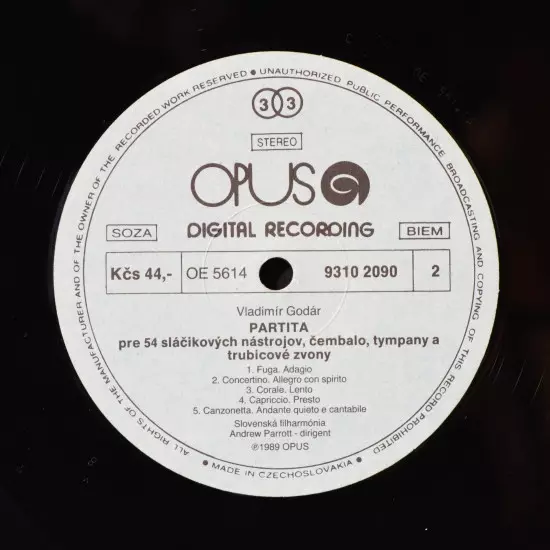 ALL RIGHTS OF THE MANUFACTURER AND OF THE OWNER OF THE RECORDED WORK RESERVED • UNAUTHORIZED PUBLIC PERFORMANCE BROADCASTING AND COPYING OF THIS RECORD PROHIBITED
33
STEREO
OPUS
SOZA
DIGITAL RECORDING
BIEM
Kčs 44,-
OE 5614
9310 2090
2
Vladimír Godár
PARTITA
pre 54 sláčikových nástrojov, čembalo, tympany a
trubicové zvony
1. Fuga. Adagio
2. Concertino. Allegro con spirito
3. Corale. Lento
4. Capriccio. Presto
5. Canzonetta. Andante quieto e cantabile
Slovenská filharmónia
Andrew Parrott - dirigent
℗1989 OPUS
• MADE IN CZECHOSLOVAKIA •